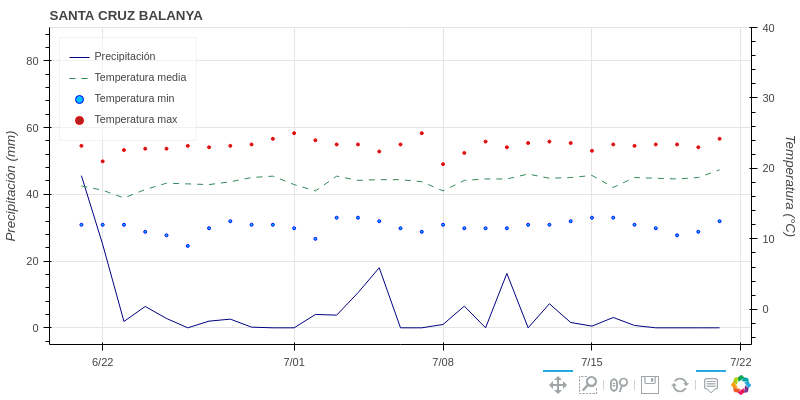 SANTA CRUZ BALANYA
Precipitación
Temperatura media
Temperatura min
Temperatura max
Precipitación (mm)
80
60
40
20
0
Temperatura (°C)
40
30
20
10
0
6/22
7/01
7/08
7/15
7/22